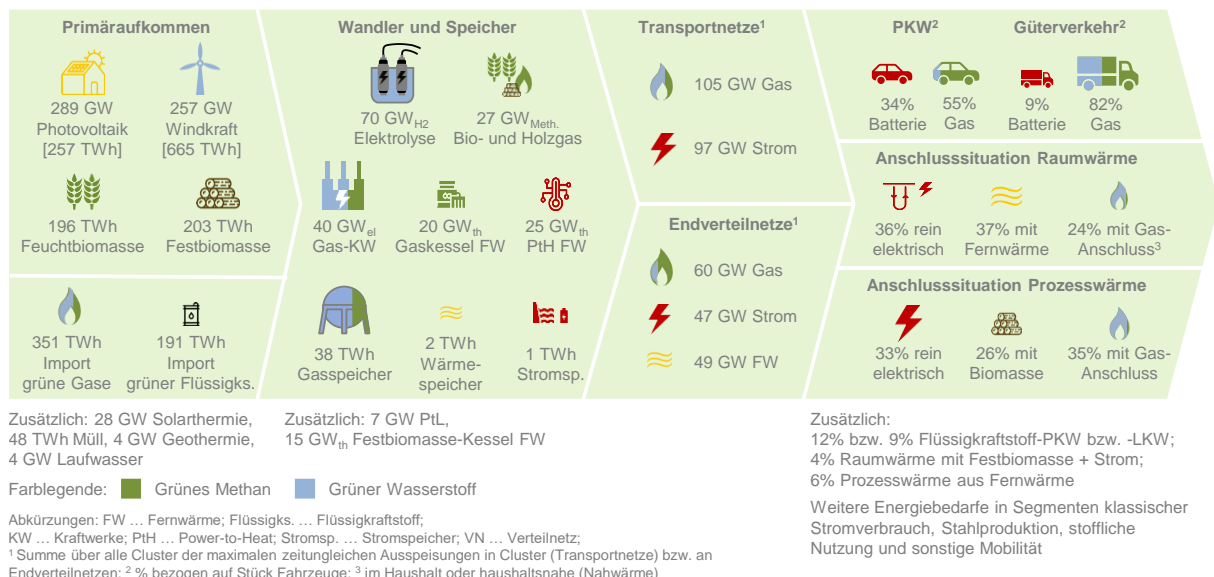 Primäraufkommen
289 GW
Photovoltaik
[257 TWh]
257 GW
Windkraft
[665 TWh]
196 TWh
Feuchtbiomasse
203 TWh
Festbiomasse
351 TWh
Import
grüne Gase
191 TWh
Import
grüner Flüssigks.
Wandler und Speicher
70 GWH2
Elektrolyse
27 GWMeth.
Bio- und Holzgas
40 GWel
Gas-KW
20 GWth
Gaskessel FW
25 GWth
PtH FW
38 TWh
Gasspeicher
2 TWh
Wärme-
speicher
1 TWh
Stromsp.
Transportnetze¹
105 GW Gas
97 GW Strom
Endverteilnetze¹
60 GW Gas
47 GW Strom
49 GW FW
PKW²
34%
Batterie
55%
Gas
Güterverkehr²
9%
Batterie
82%
Gas
Anschlusssituation Raumwärme
36% rein
elektrisch
37% mit
Fernwärme
24% mit Gas-
Anschluss³
Anschlusssituation Prozesswärme
33% rein
elektrisch
26% mit
Biomasse
35% mit Gas-
Anschluss
Zusätzlich: 28 GW Solarthermie,
48 TWh Müll, 4 GW Geothermie,
4 GW Laufwasser
Zusätzlich: 7 GW PtL,
15 GWth Festbiomasse-Kessel FW
Zusätzlich:
12% bzw. 9% Flüssigkraftstoff-PKW bzw. -LKW;
4% Raumwärme mit Festbiomasse + Strom;
6% Prozesswärme aus Fernwärme
Weitere Energiebedarfe in Segmenten klassischer
Stromverbrauch, Stahlproduktion, stoffliche
Nutzung und sonstige Mobilität
Farblegende: Grünes Methan Grüner Wasserstoff
Abkürzungen: FW … Fernwärme; Flüssigks. … Flüssigkraftstoff;
KW … Kraftwerke; PtH … Power-to-Heat; Stromsp. … Stromspeicher; VN … Verteilnetz;
¹ Summe über alle Cluster der maximalen zeitungleichen Ausspeisungen in Cluster (Transportnetze) bzw. an
Endverteilnetzen; ² % bezogen auf Stück Fahrzeuge; ³ im Haushalt oder haushaltsnahe (Nahwärme)